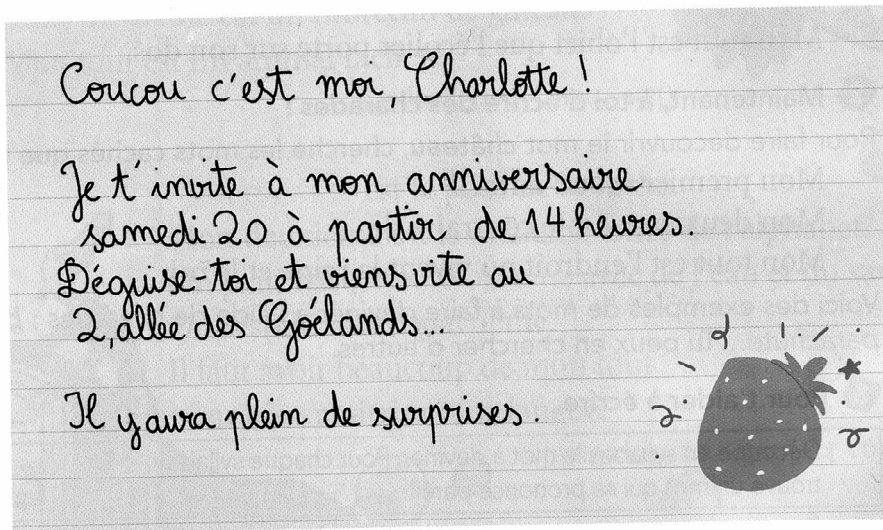 Coucou c'est moi Charlotte !
Je t'invite à mon anniversaire
samedi 20 à partir de 14 heures.
Déguise-toi et viens vite au
2, allée des Goélands...
Il y aura plein de surprises.